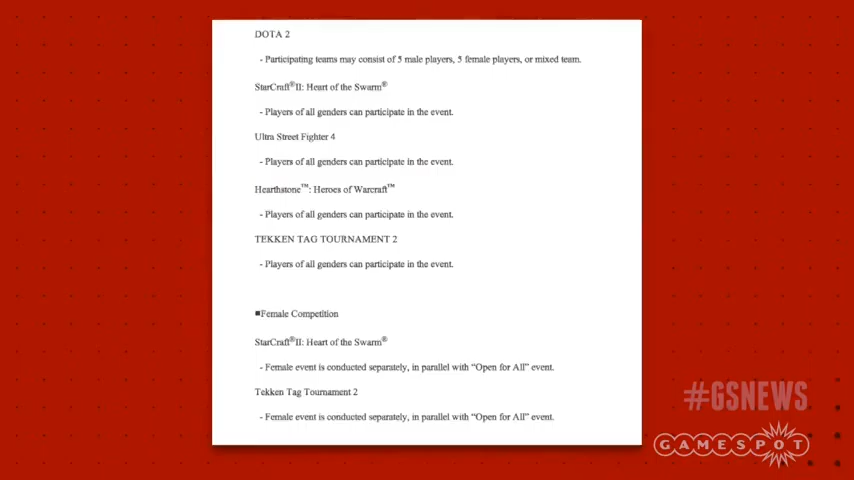 DOTA 2
- Participating teams may consist of 5 male players, 5 female players, or mixed team.
StarCraft®II: Heart of the Swarm®
- Players of all genders can participate in the event.
Ultra Street Fighter 4
- Players of all genders can participate in the event.
Hearthstone™: Heroes of Warcraft™
- Players of all genders can participate in the event.
TEKKEN TAG TOURNAMENT 2
- Players of all genders can participate in the event.
■Female Competition
StarCraft®II: Heart of the Swarm®
- Female event is conducted separately, in parallel with “Open for All” event.
Tekken Tag Tournament 2
- Female event is conducted separately, in parallel with “Open for All” event.
#GSNEWS
GAMESPOT